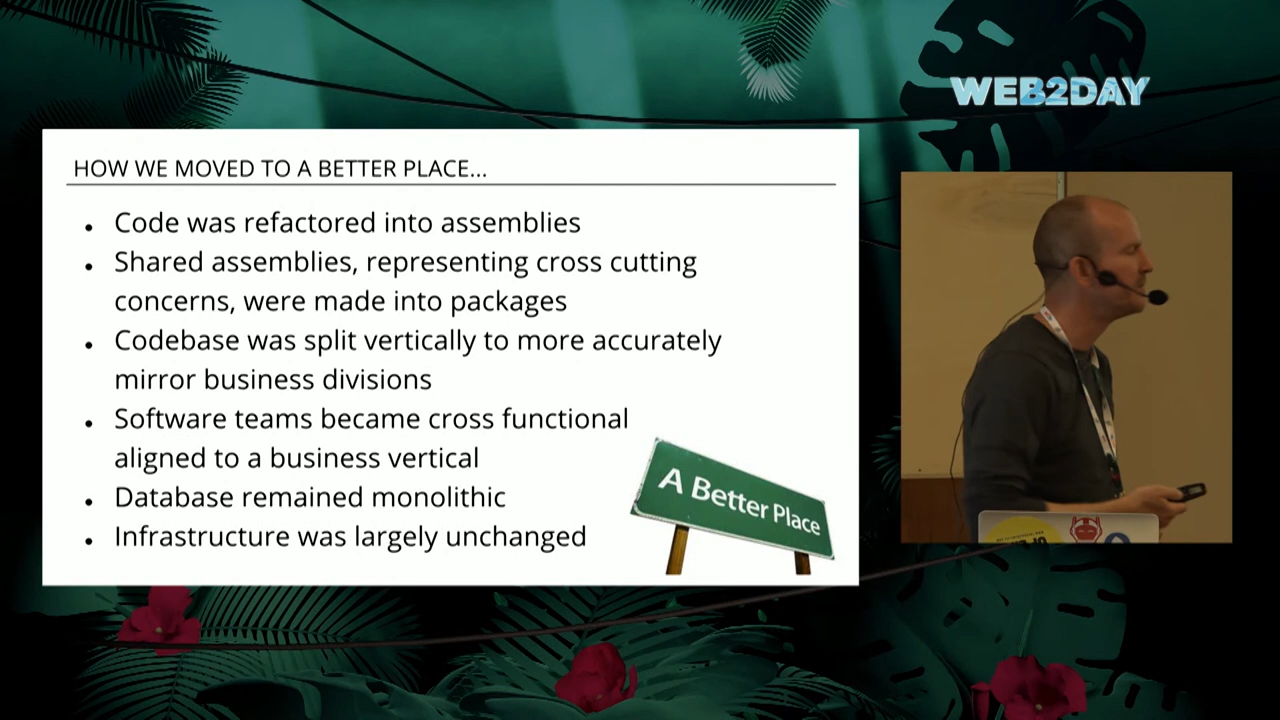 WEB2DAY
HOW WE MOVED TO A BETTER PLACE...
Code was refactored into assemblies
Shared assemblies, representing cross cutting
concerns, were made into packages
Codebase was split vertically to more accurately
mirror business divisions
Software teams became cross functional
aligned to a business vertical
Database remained monolithic
Infrastructure was largely unchanged
A Better Place